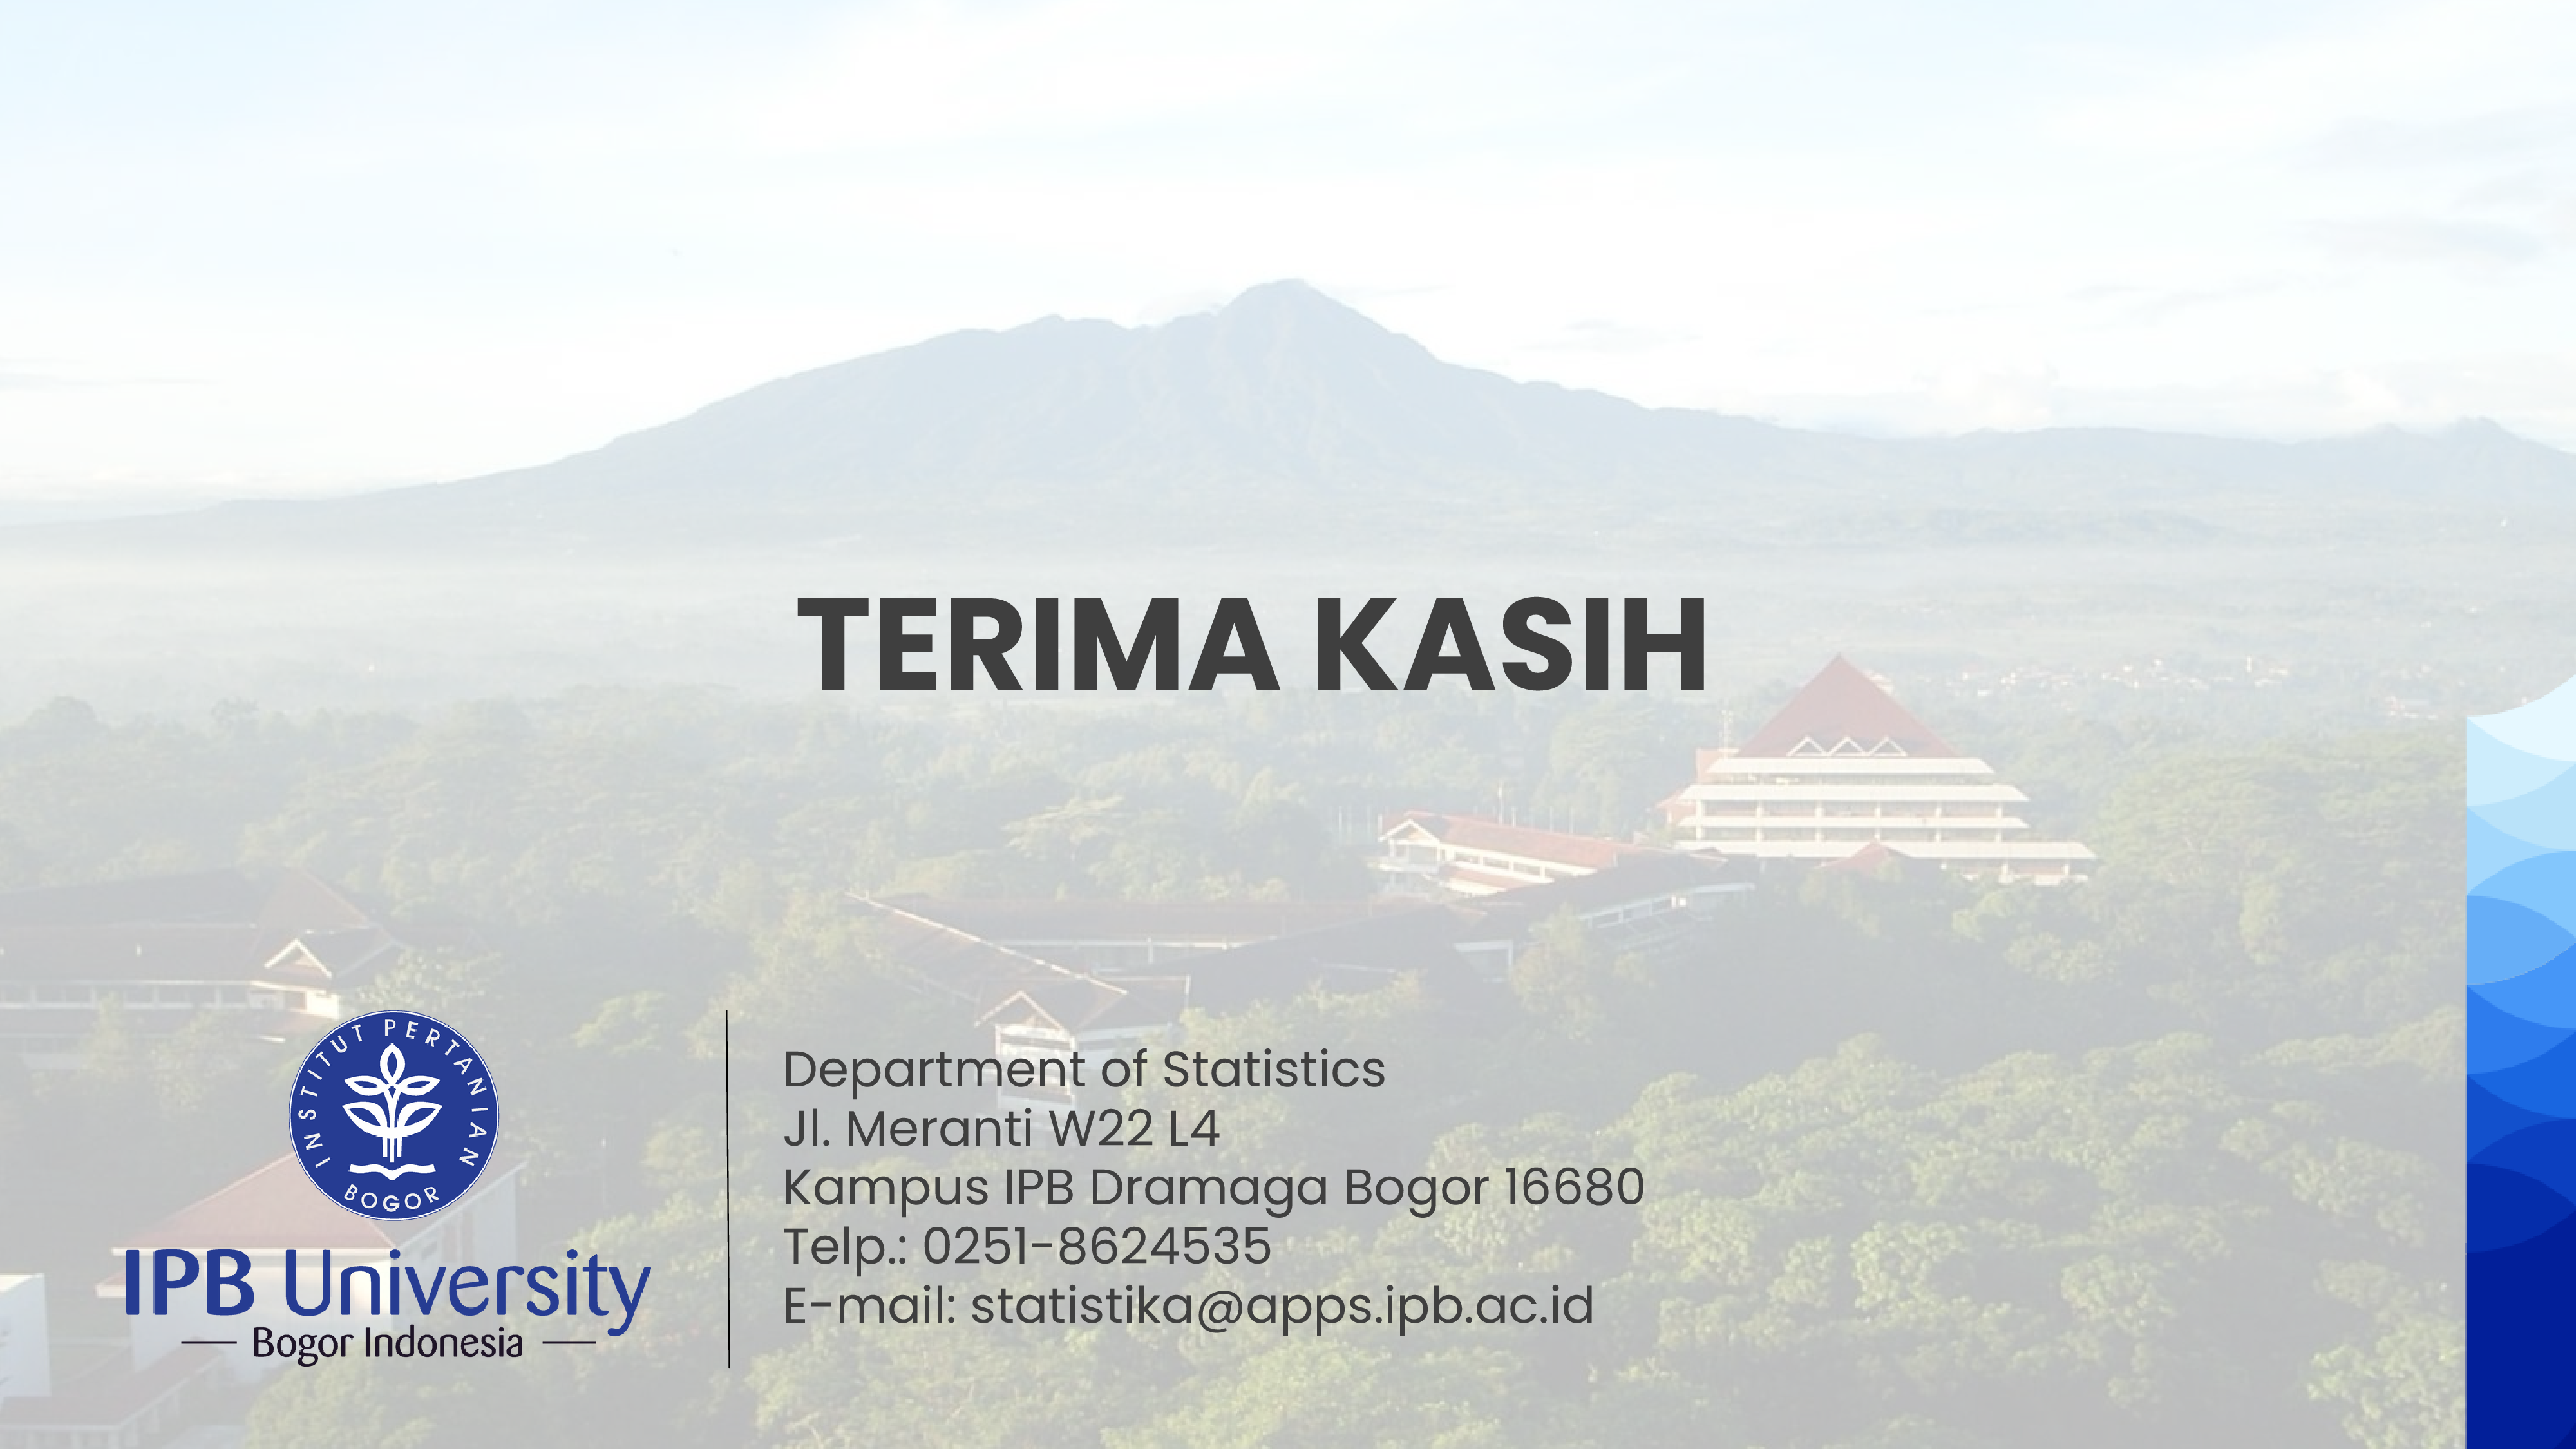 TERIMA KASIH
INSTITUT PERTANIAN
BOGOR
IPB University
Bogor Indonesia
Department of Statistics
Jl. Meranti W22 L4
Kampus IPB Dramaga Bogor 16680
Telp.: 0251-8624535
E-mail: statistika@apps.ipb.ac.id